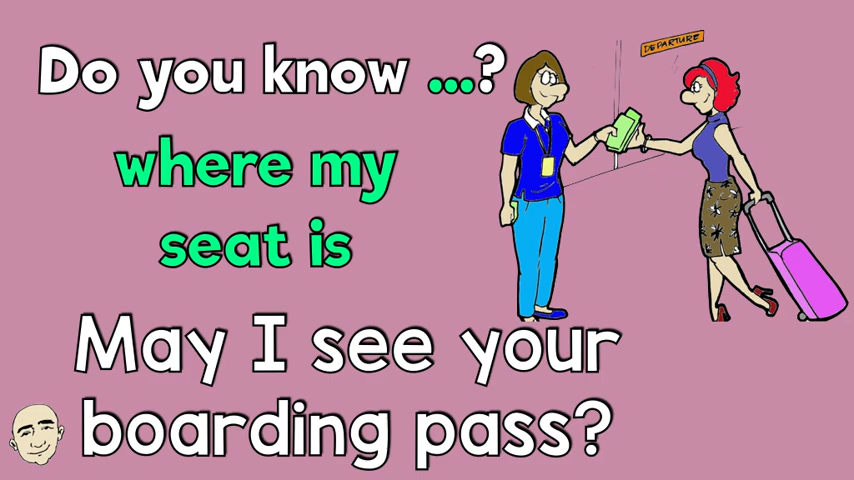 Do you know ...?
where my
seat is
DEPARTURE
May I see your
boarding pass?